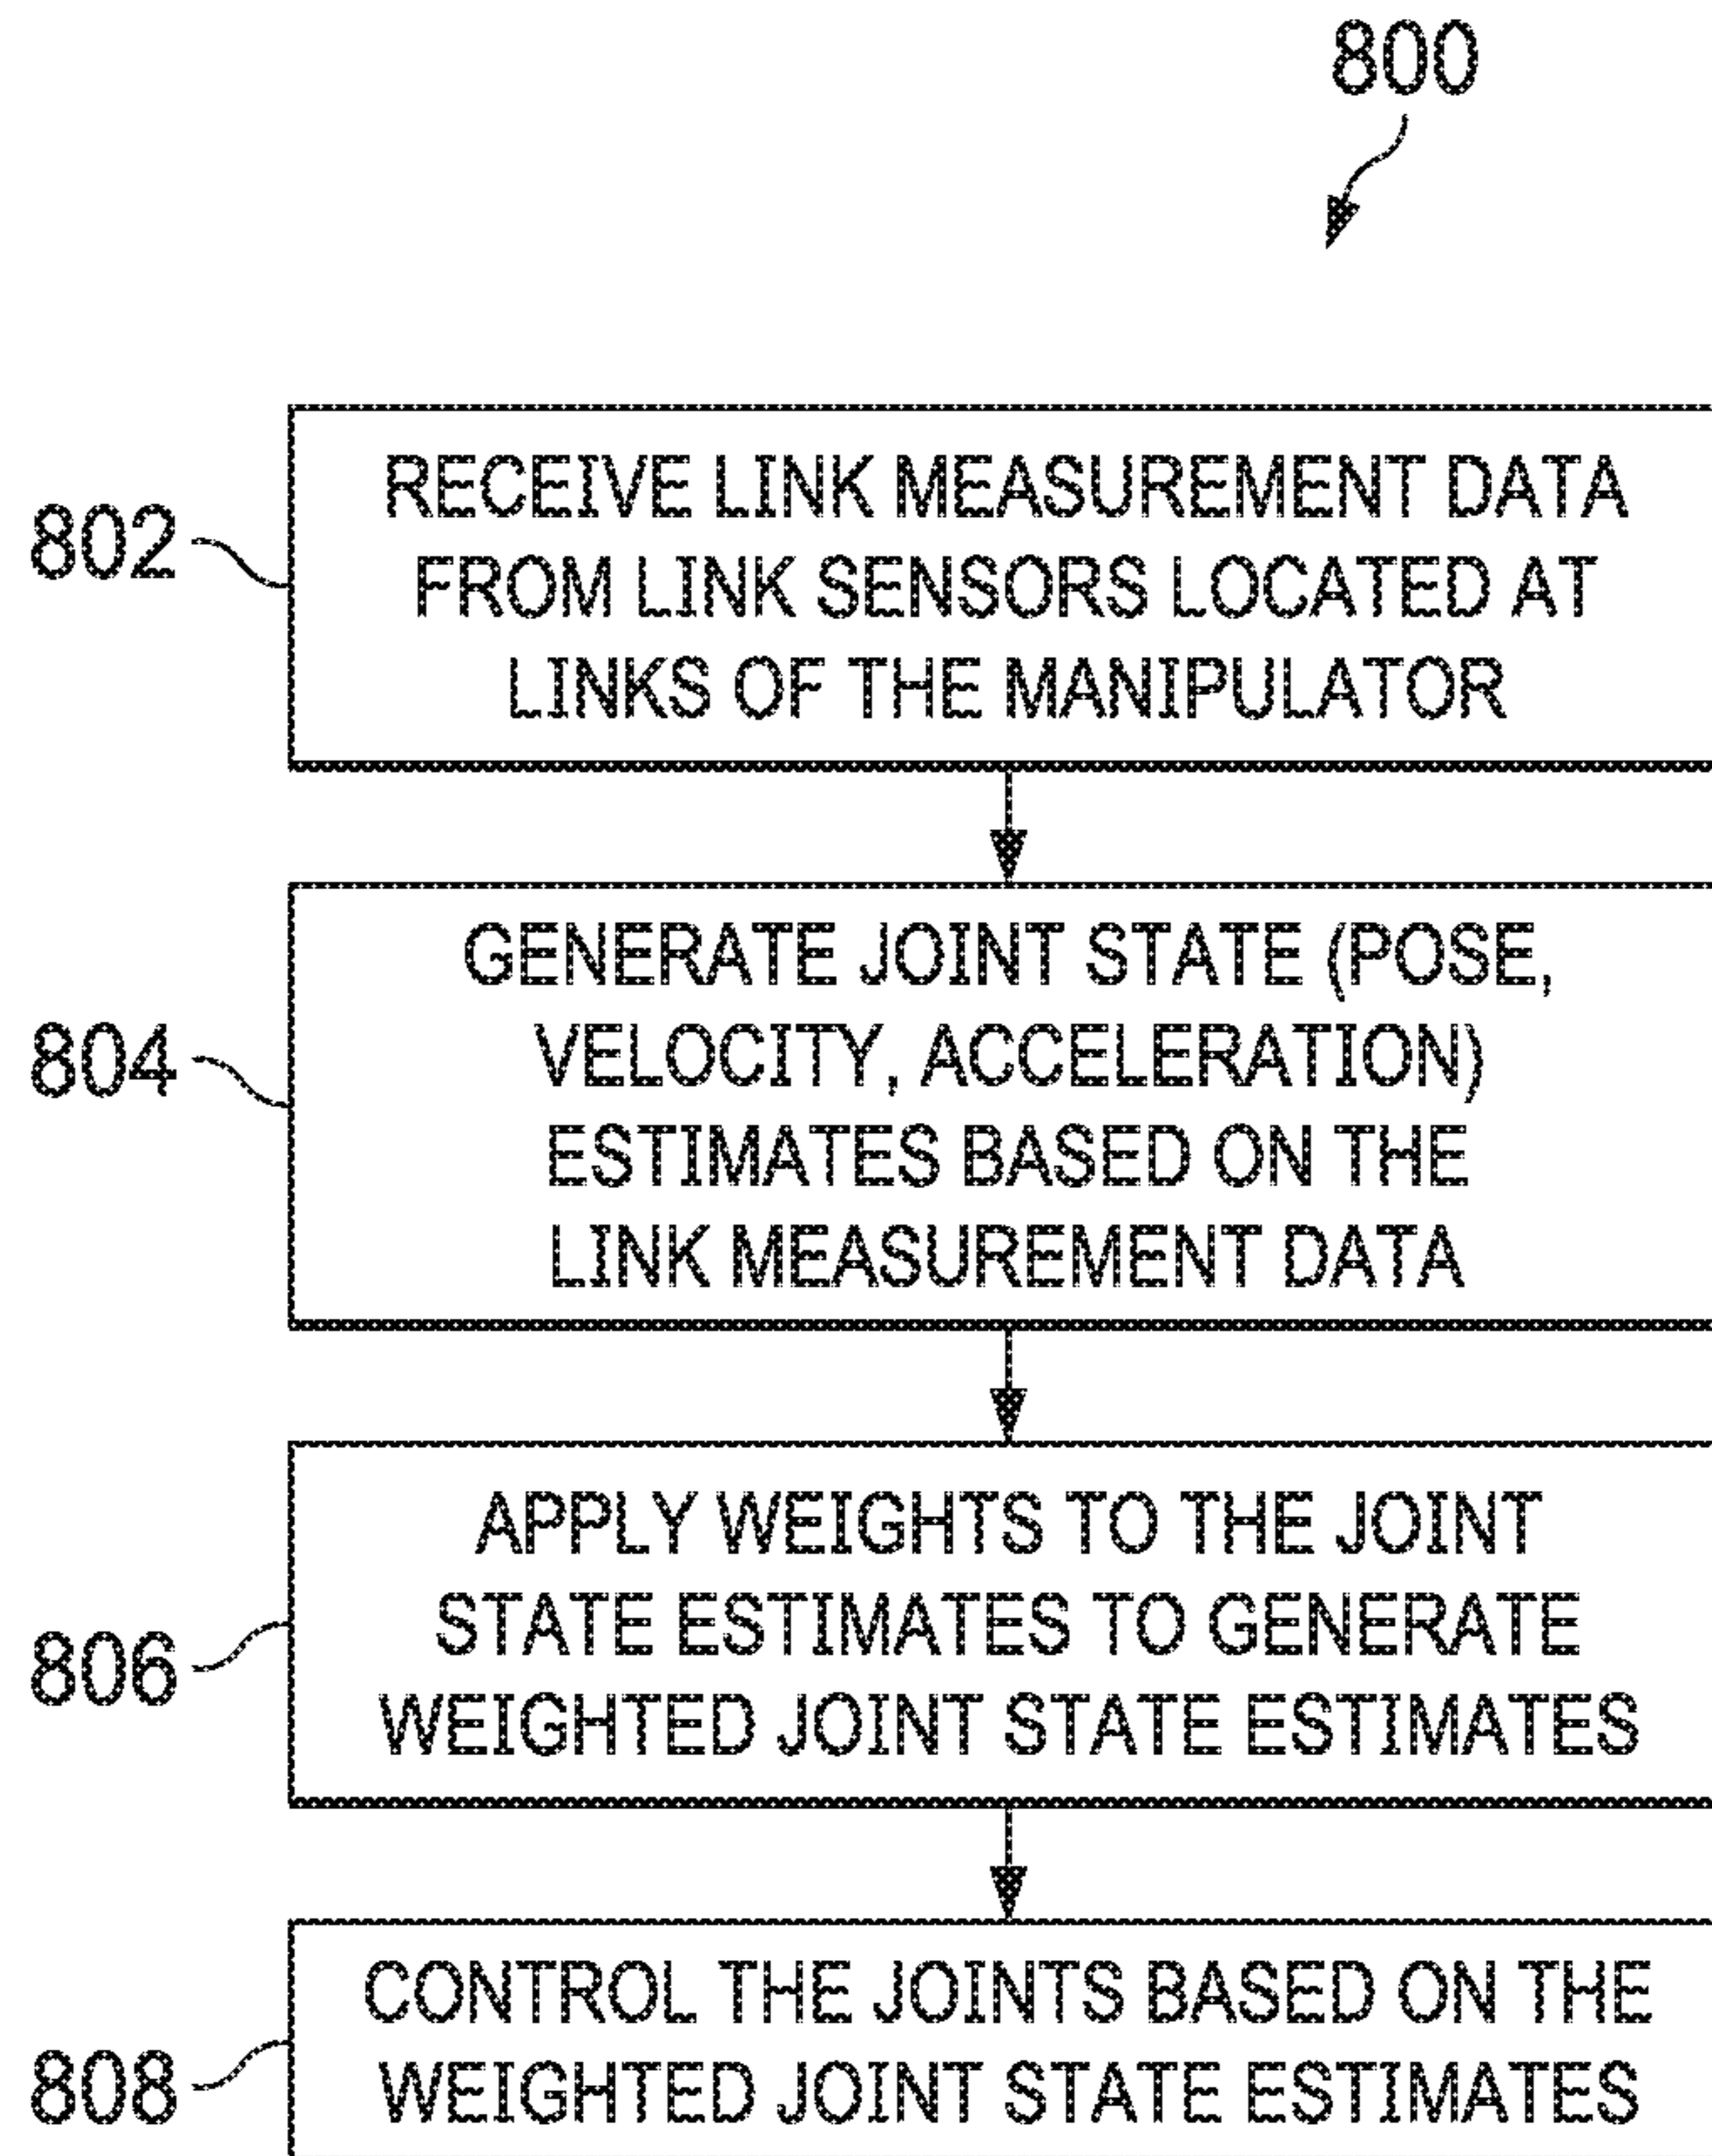 800
802
RECEIVE LINK MEASUREMENT DATA
FROM LINK SENSORS LOCATED AT
LINKS OF THE MANIPULATOR
804
GENERATE JOINT STATE (POSE,
VELOCITY, ACCELERATION)
ESTIMATES BASED ON THE
LINK MEASUREMENT DATA
806
APPLY WEIGHTS TO THE JOINT
STATE ESTIMATES TO GENERATE
WEIGHTED JOINT STATE ESTIMATES
808
CONTROL THE JOINTS BASED ON THE
WEIGHTED JOINT STATE ESTIMATES